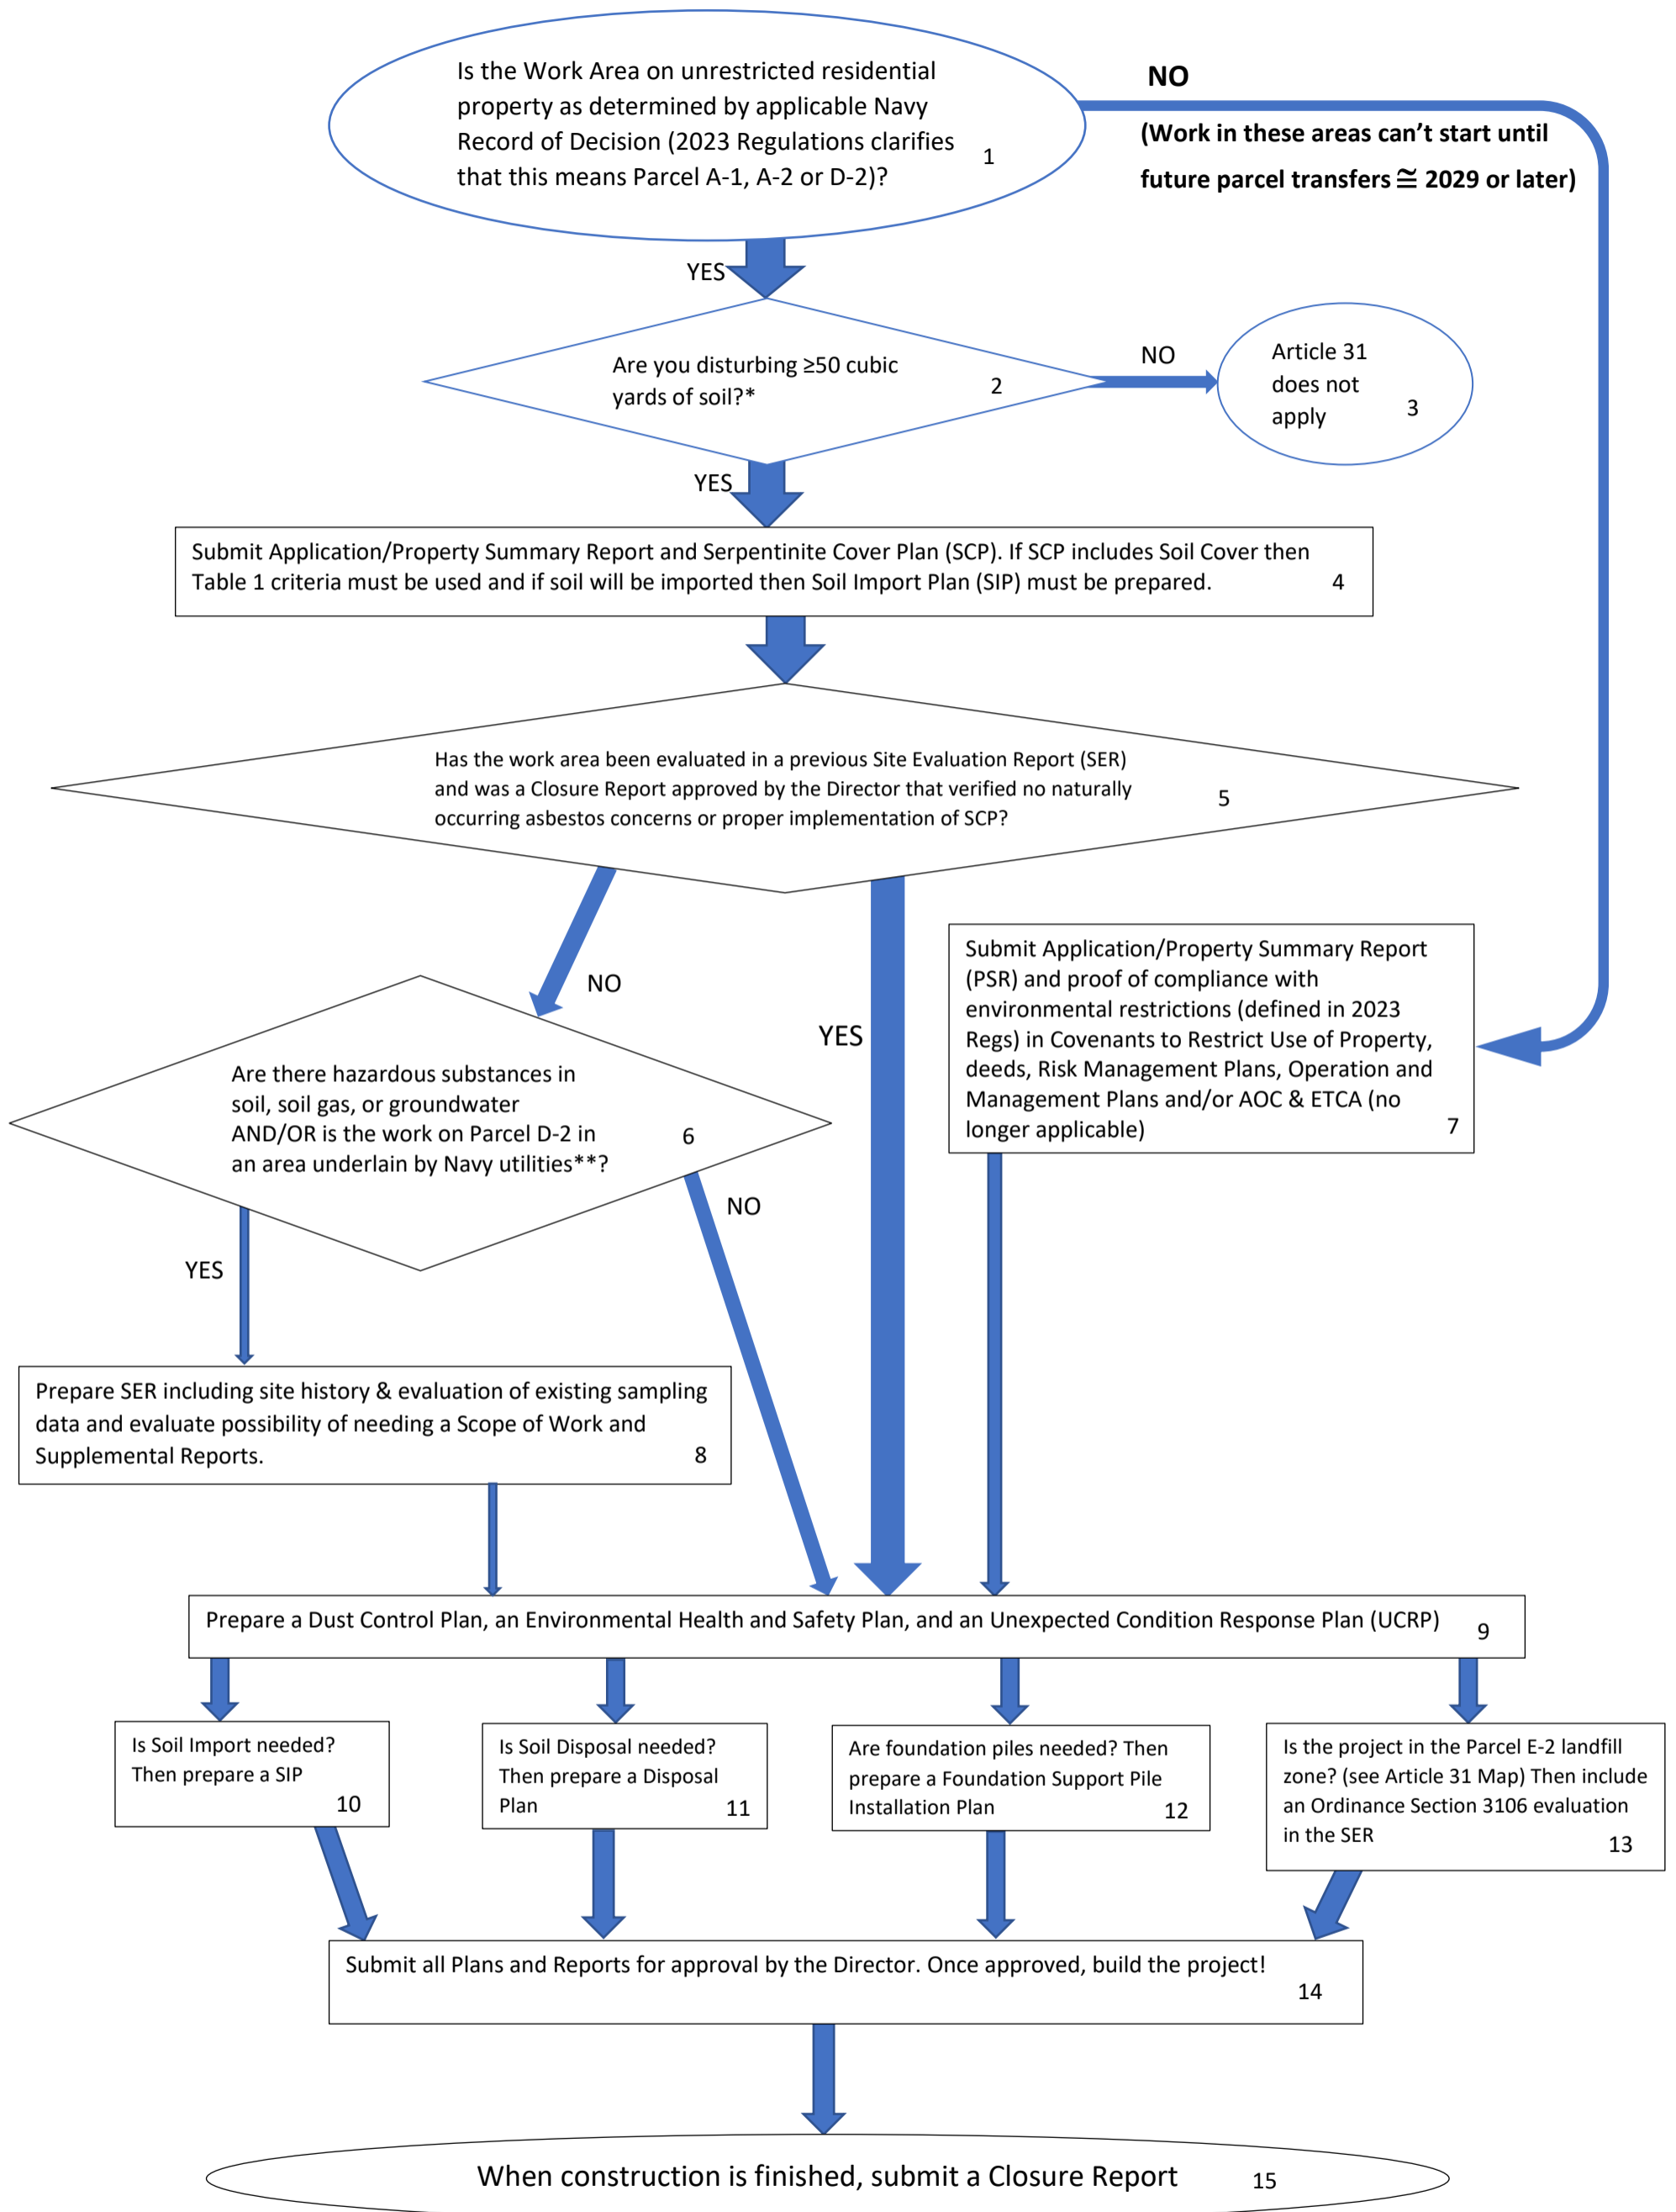 Is the Work Area on unrestricted residential
property as determined by applicable Navy
Record of Decision (2023 Regulations clarifies
that this means Parcel A-1, A-2 or D-2)?
1
NO
(Work in these areas can’t start until
future parcel transfers ≅ 2029 or later)
YES
Are you disturbing ≥50 cubic
yards of soil?*
2
NO
Article 31
does not
apply
3
YES
Submit Application/Property Summary Report and Serpentinite Cover Plan (SCP). If SCP includes Soil Cover then
Table 1 criteria must be used and if soil will be imported then Soil Import Plan (SIP) must be prepared.
4
Has the work area been evaluated in a previous Site Evaluation Report (SER)
and was a Closure Report approved by the Director that verified no naturally
occurring asbestos concerns or proper implementation of SCP?
5
NO
YES
Submit Application/Property Summary Report
(PSR) and proof of compliance with
environmental restrictions (defined in 2023
Regs) in Covenants to Restrict Use of Property,
deeds, Risk Management Plans, Operation and
Management Plans and/or AOC & ETCA (no
longer applicable)
7
Are there hazardous substances in
soil, soil gas, or groundwater
AND/OR is the work on Parcel D-2 in
an area underlain by Navy utilities**?
6
NO
YES
Prepare SER including site history & evaluation of existing sampling
data and evaluate possibility of needing a Scope of Work and
Supplemental Reports.
8
Prepare a Dust Control Plan, an Environmental Health and Safety Plan, and an Unexpected Condition Response Plan (UCRP)
9
Is Soil Import needed?
Then prepare a SIP
10
Is Soil Disposal needed?
Then prepare a Disposal
Plan
11
Are foundation piles needed? Then
prepare a Foundation Support Pile
Installation Plan
12
Is the project in the Parcel E-2 landfill
zone? (see Article 31 Map) Then include
an Ordinance Section 3106 evaluation
in the SER
13
Submit all Plans and Reports for approval by the Director. Once approved, build the project!
14
When construction is finished, submit a Closure Report
15